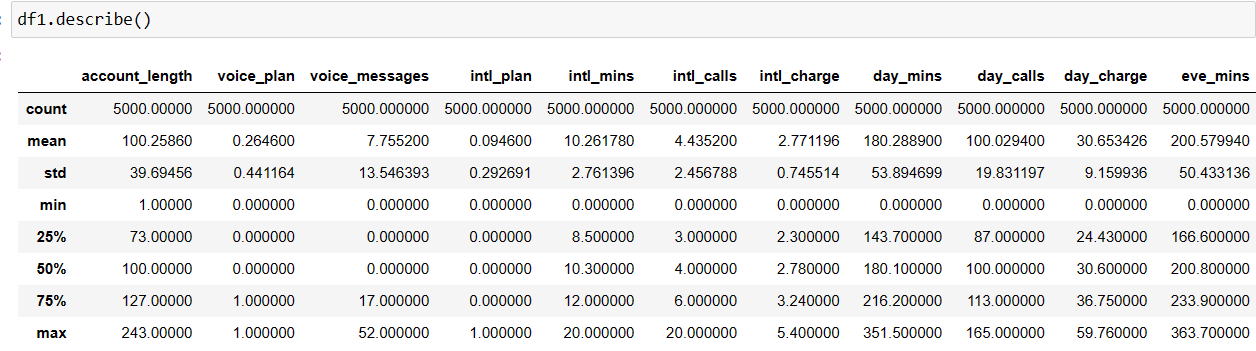 df1.describe()
account_length voice_plan voice_messages intl_plan intl_mins intl_calls intl_charge day_mins day_calls day_charge eve_mins
count 5000.00000 5000.000000 5000.000000 5000.000000 5000.000000 5000.000000 5000.000000 5000.000000 5000.000000 5000.000000 5000.000000
mean 100.25860 0.264600 7.755200 0.094600 10.261780 4.435200 2.771196 180.288900 100.029400 30.653426 200.579940
std 39.69456 0.441164 13.546393 0.292691 2.761396 2.456788 0.745514 53.894699 19.831197 9.159936 50.433136
min 1.00000 0.000000 0.000000 0.000000 0.000000 0.000000 0.000000 0.000000 0.000000 0.000000 0.000000
25% 73.00000 0.000000 0.000000 0.000000 8.500000 3.000000 2.300000 143.700000 87.000000 24.430000 166.600000
50% 100.00000 0.000000 0.000000 0.000000 10.300000 4.000000 2.780000 180.100000 100.000000 30.600000 200.800000
75% 127.00000 1.000000 17.000000 0.000000 12.000000 6.000000 3.240000 216.200000 113.000000 36.750000 233.900000
max 243.00000 1.000000 52.000000 1.000000 20.000000 20.000000 5.400000 351.500000 165.000000 59.760000 363.700000